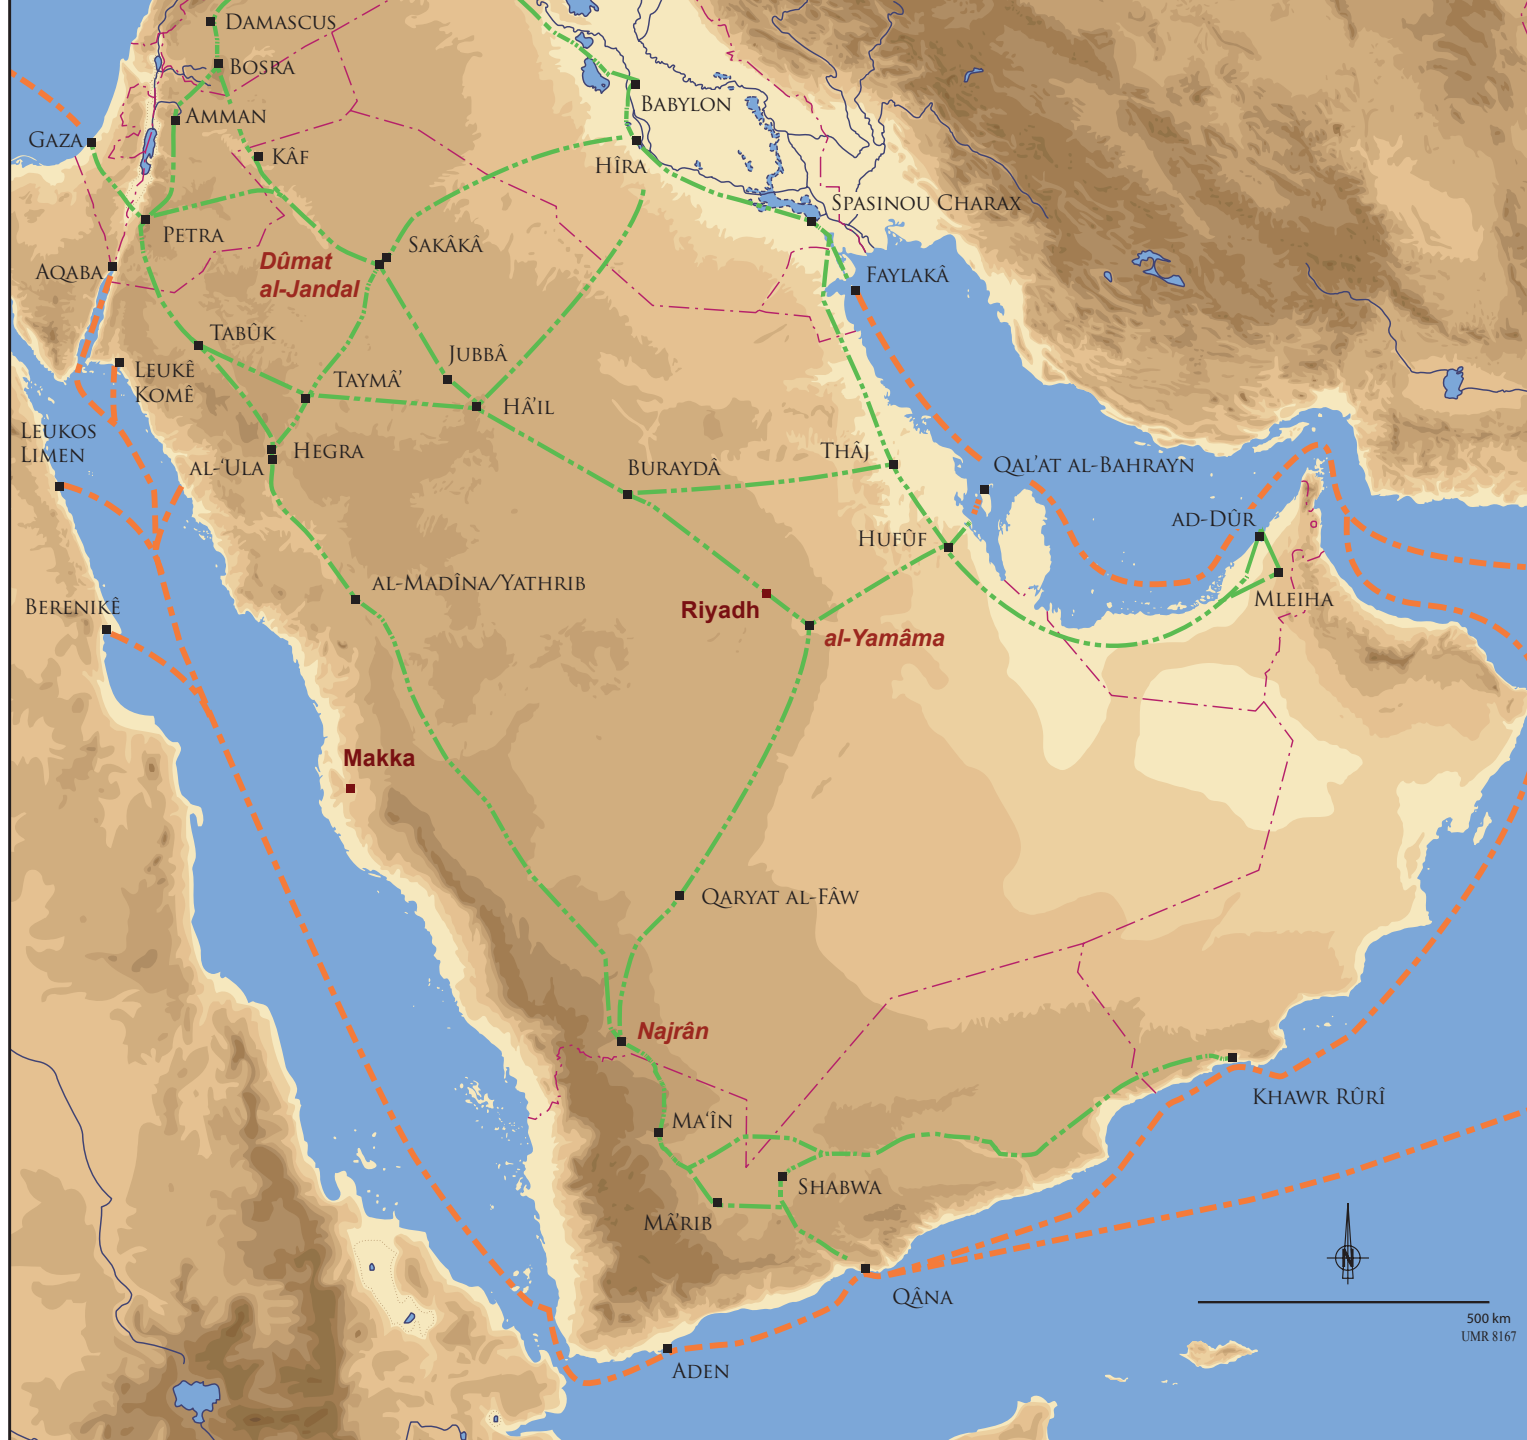 DAMASCUS
BOSRA
BABYLON
AMMAN
GAZA
KÂF
HÎRA
SPASINOU CHARAX
PETRA
SAKÂKÂ
Dûmat
al-Jandal
AQABA
FAYLAKÂ
TABÛK
JUBBÂ
LEUKÊ
KOMÊ
TAYMÂ’
HÂ’IL
LEUKOS
LIMEN
HEGRA
AL-‘ULA
BURAYDÂ
THÂJ
QAL’AT AL-BAHRAYN
AD-DÛR
HUFÛF
AL-MADÎNA/YATHRIB
MLEIHA
BERENIKÊ
Riyadh
al-Yamâma
Makka
QARYAT AL-FÂW
Najrân
KHAWR RÛRÎ
MA‘ÎN
SHABWA
MÂ’RIB
N
QÂNA
500 km
UMR 8167
ADEN